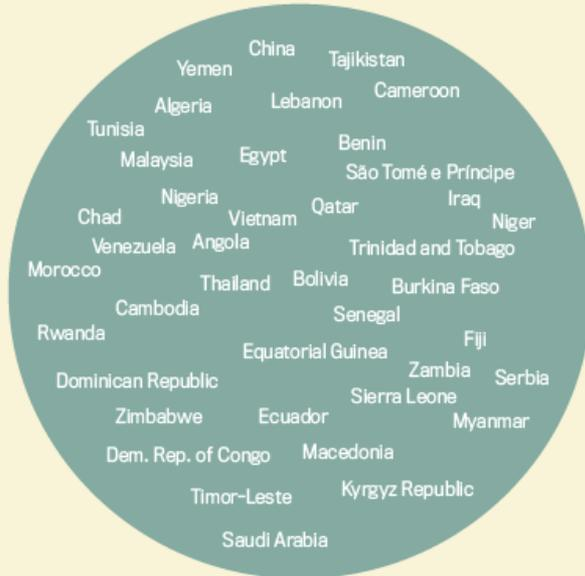 China
Tajikistan
Yemen
Cameroon
Lebanon
Algeria
Tunisia
Benin
Egypt
Malaysia
São Tomé e Príncipe
Nigeria
Iraq
Qatar
Chad
Vietnam
Niger
Angola
Venezuela
Trinidad and Tobago
Morocco
Bolivia
Thailand
Burkina Faso
Cambodia
Senegal
Rwanda
Fiji
Equatorial Guinea
Zambia
Serbia
Dominican Republic
Sierra Leone
Zimbabwe
Ecuador
Myanmar
Macedonia
Dem. Rep. of Congo
Kyrgyz Republic
Timor-Leste
Saudi Arabia